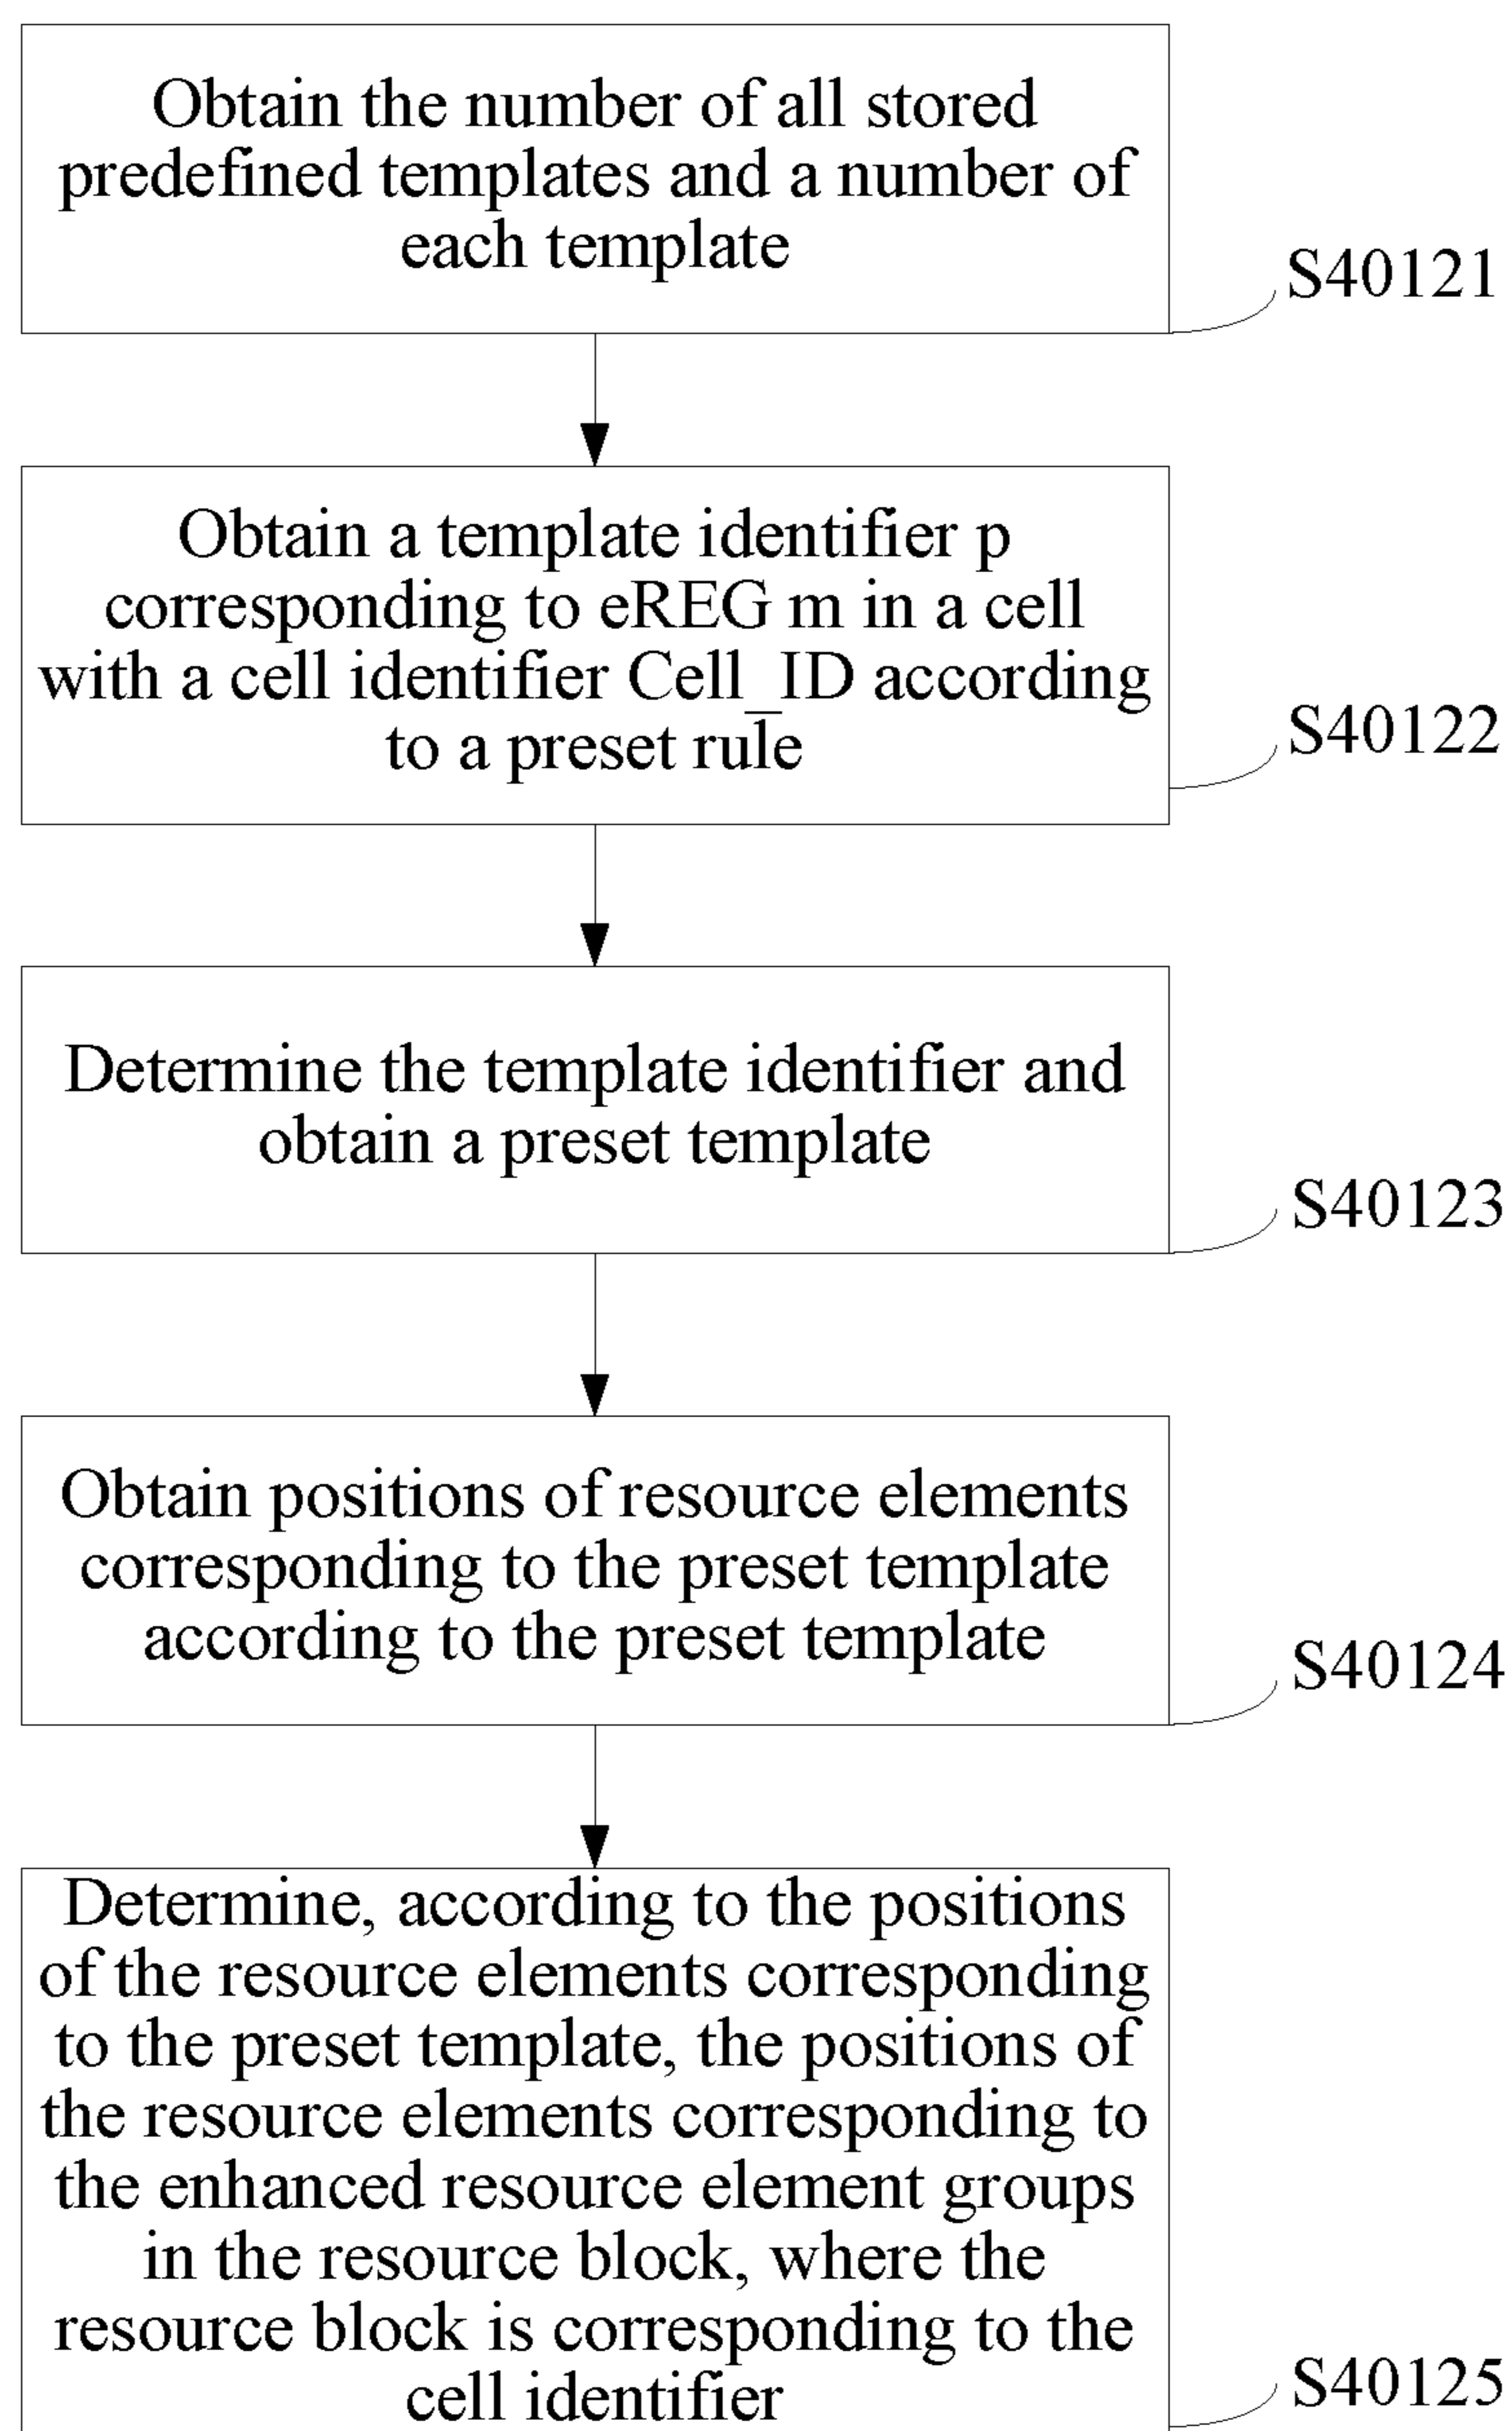 Obtain the number of all stored
predefined templates and a number of
each template
S40121
Obtain a template identifier p
corresponding to eREG m in a cell
with a cell identifier Cell_ID according
to a preset rule
S40122
Determine the template identifier and
obtain a preset template
S40123
Obtain positions of resource elements
corresponding to the preset template
according to the preset template
S40124
Determine, according to the positions
of the resource elements corresponding
to the preset template, the positions of
the resource elements corresponding to
the enhanced resource element groups
in the resource block, where the
resource block is corresponding to the
cell identifier
S40125